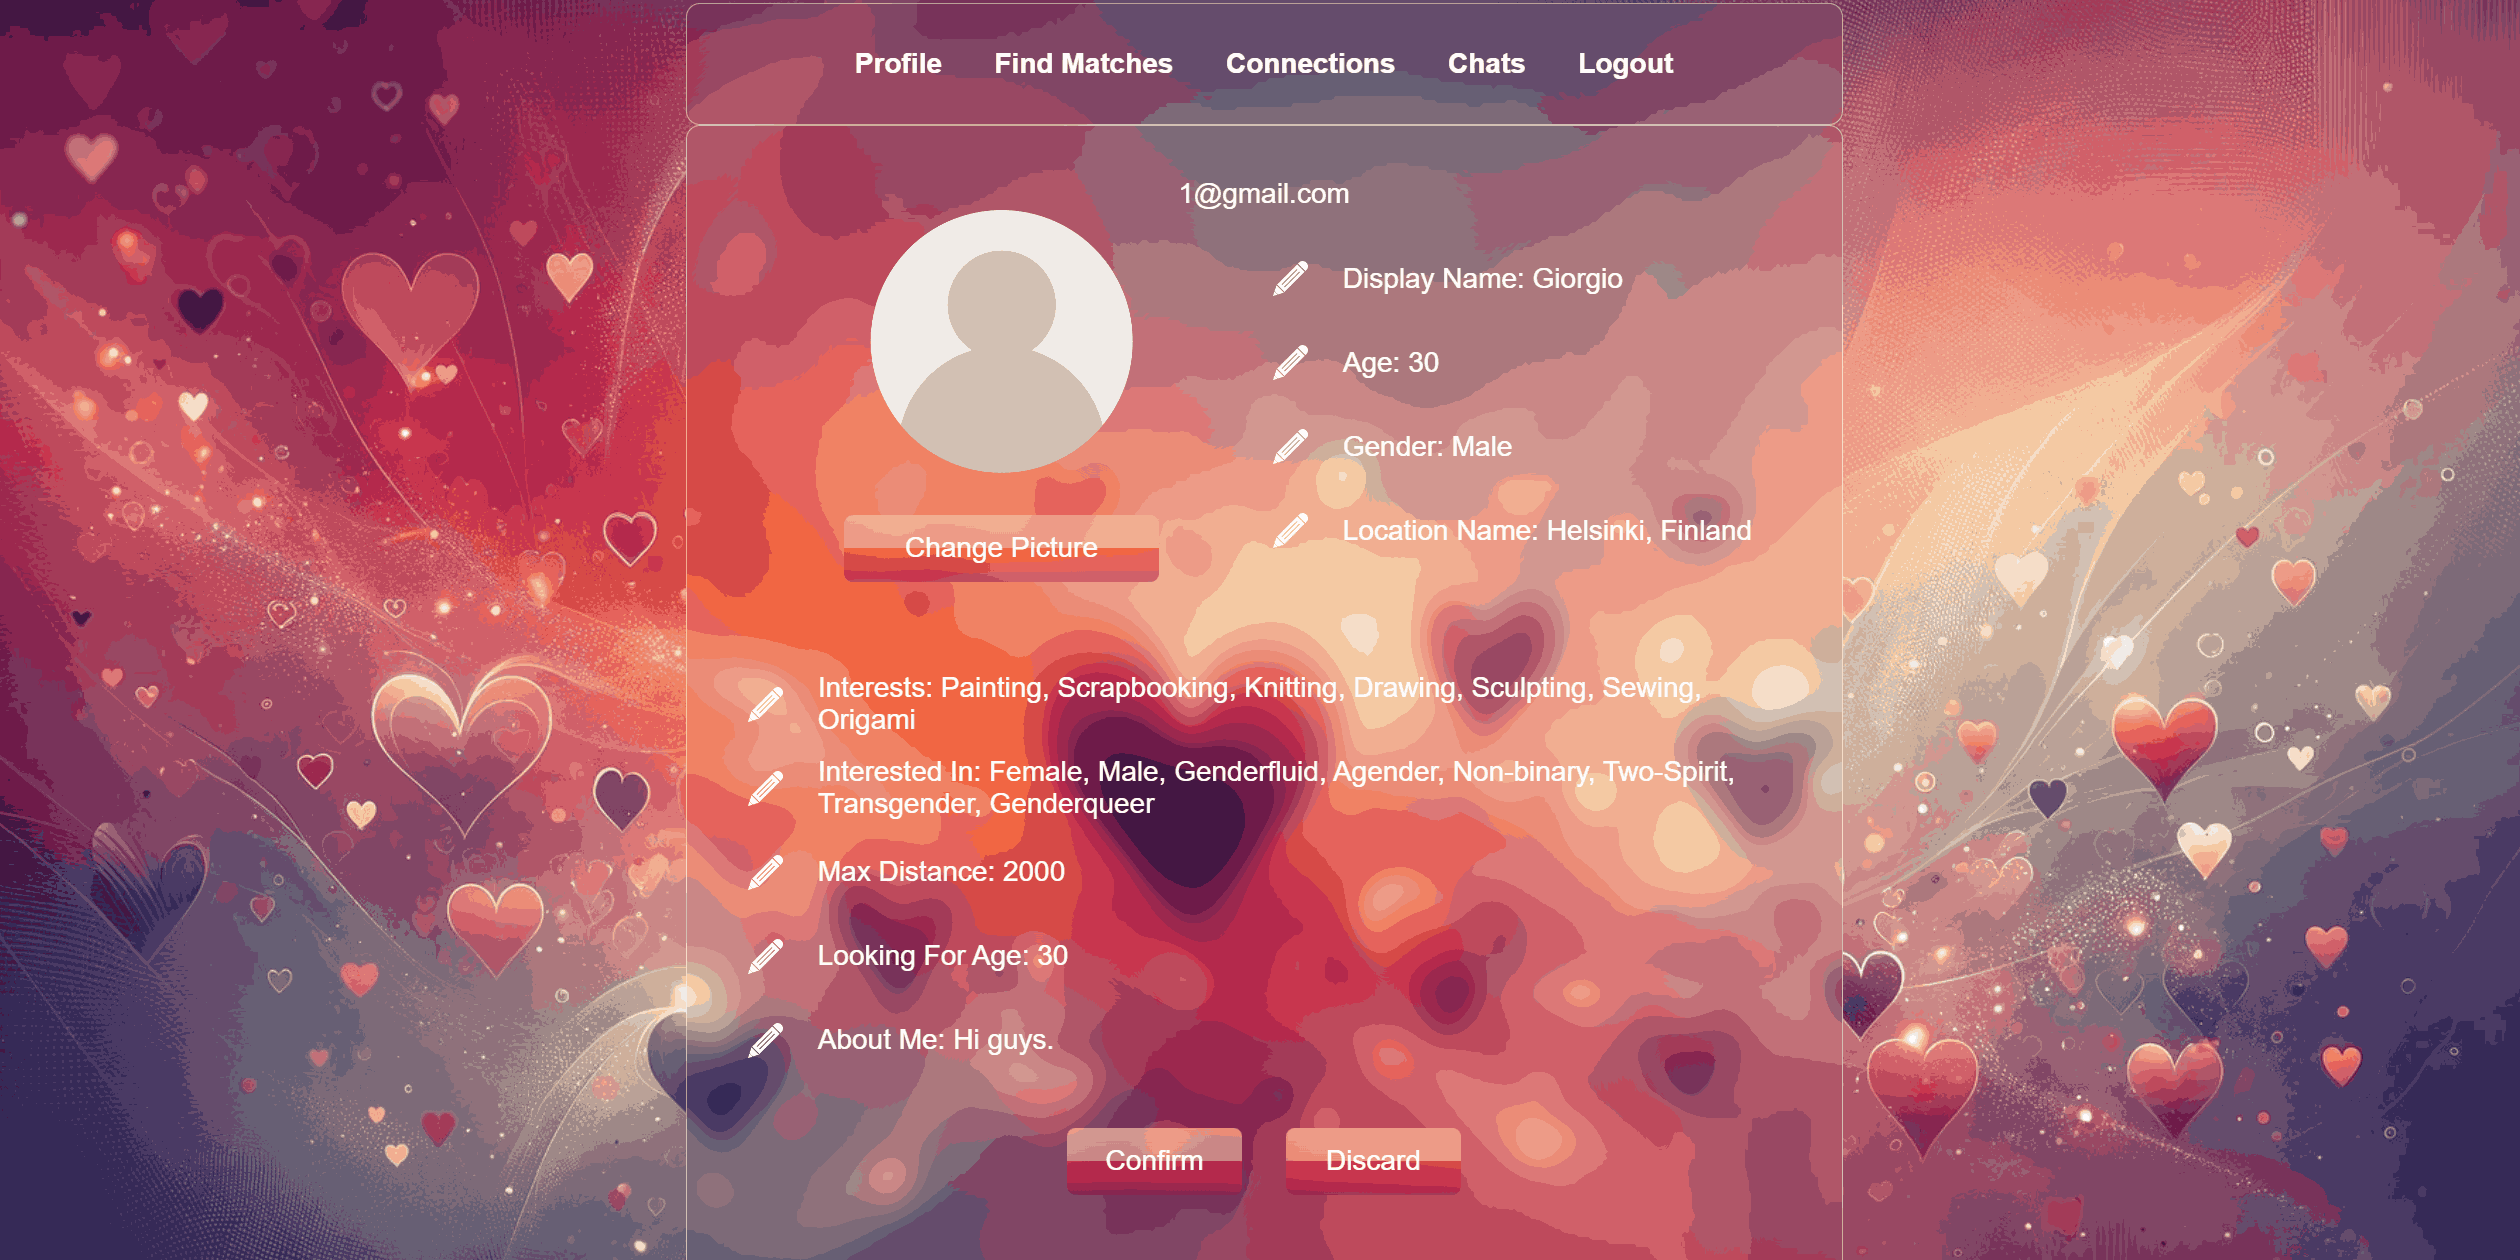 Profile Find Matches Connections Chats Logout
1@gmail.com
Display Name: Giorgio
Age: 30
Gender: Male
Location Name: Helsinki, Finland
Change Picture
Interests: Painting, Scrapbooking, Knitting, Drawing, Sculpting, Sewing,
Origami
Interested In: Female, Male, Genderfluid, Agender, Non-binary, Two-Spirit,
Transgender, Genderqueer
Max Distance: 2000
Looking For Age: 30
About Me: Hi guys.
Confirm Discard